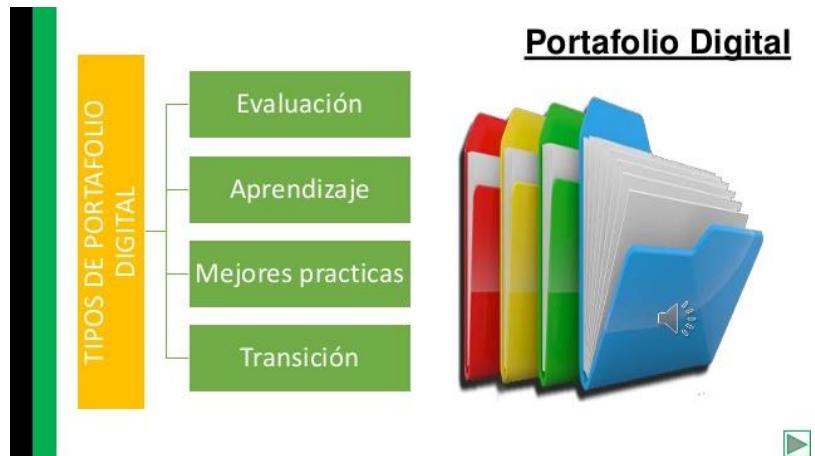 Portafolio Digital
TIPOS DE PORTAFOLIO
DIGITAL
Evaluación
Aprendizaje
Mejores practicas
Transición